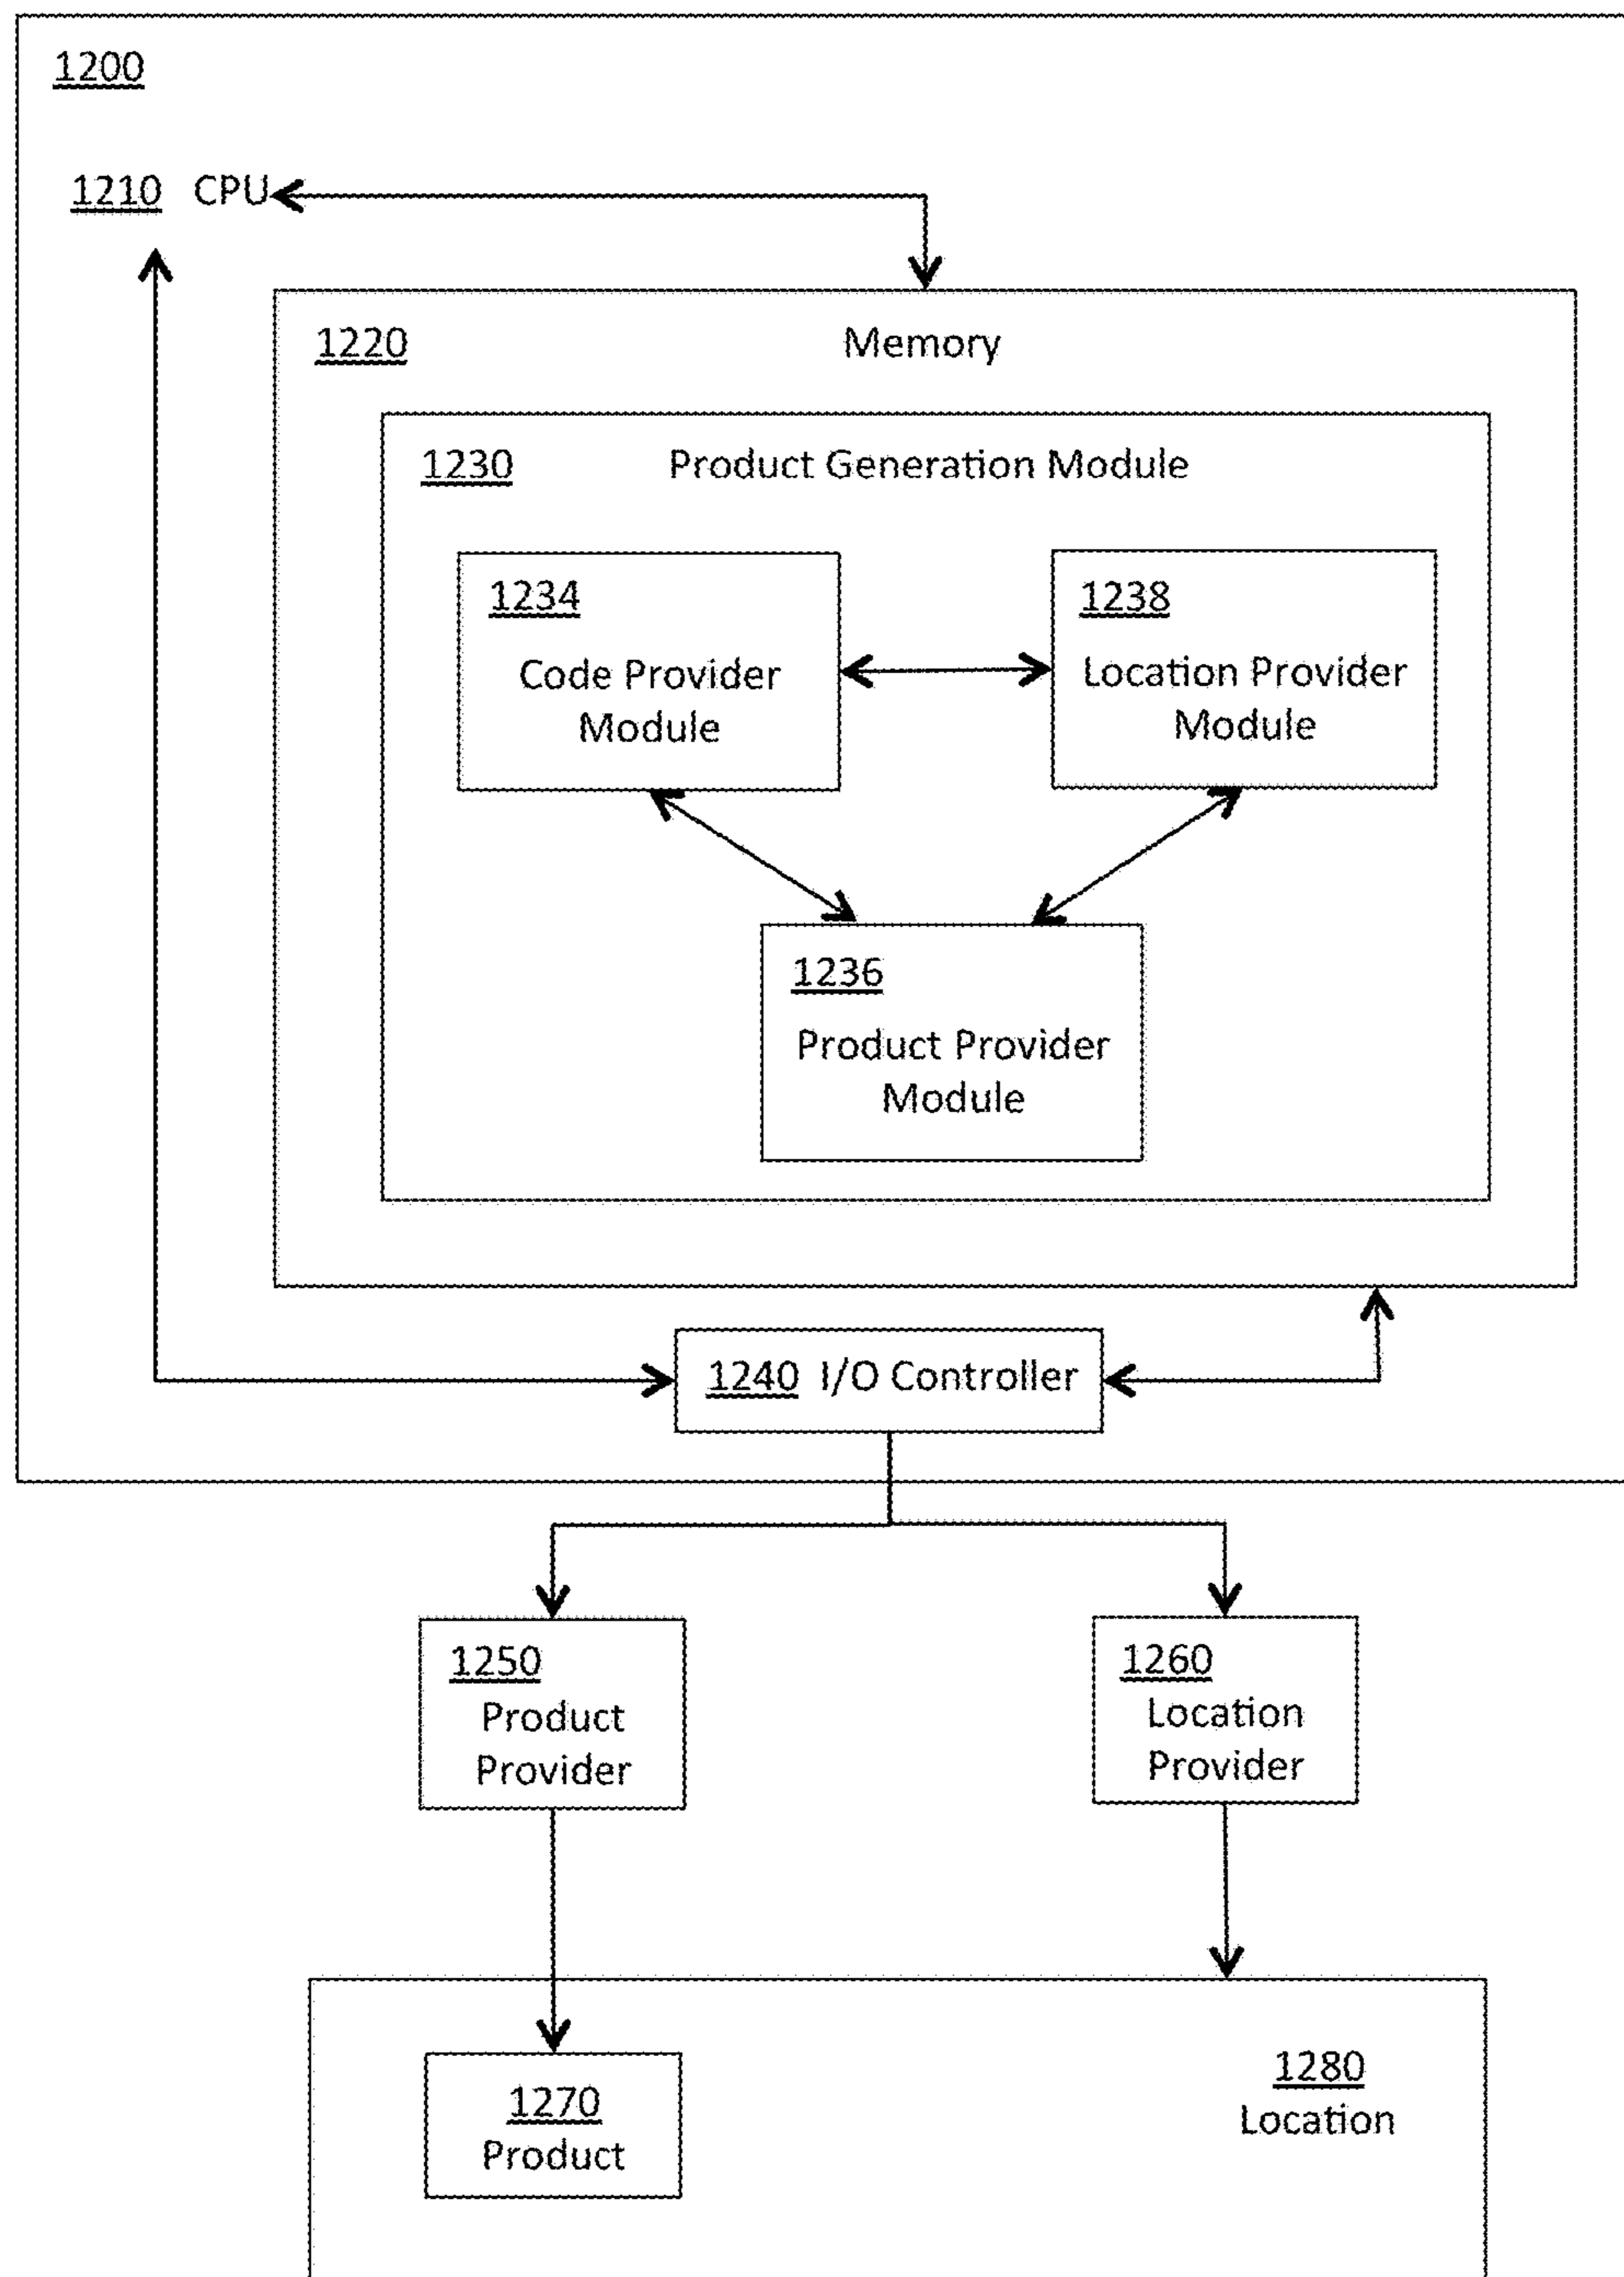 1200
1210 CPU
1220 Memory
1230 Product Generation Module
1234
Code Provider
Module
1238
Location Provider
Module
1236
Product Provider
Module
1240 I/O Controller
1250
Product
Provider
1260
Location
Provider
1270
Product
1280
Location